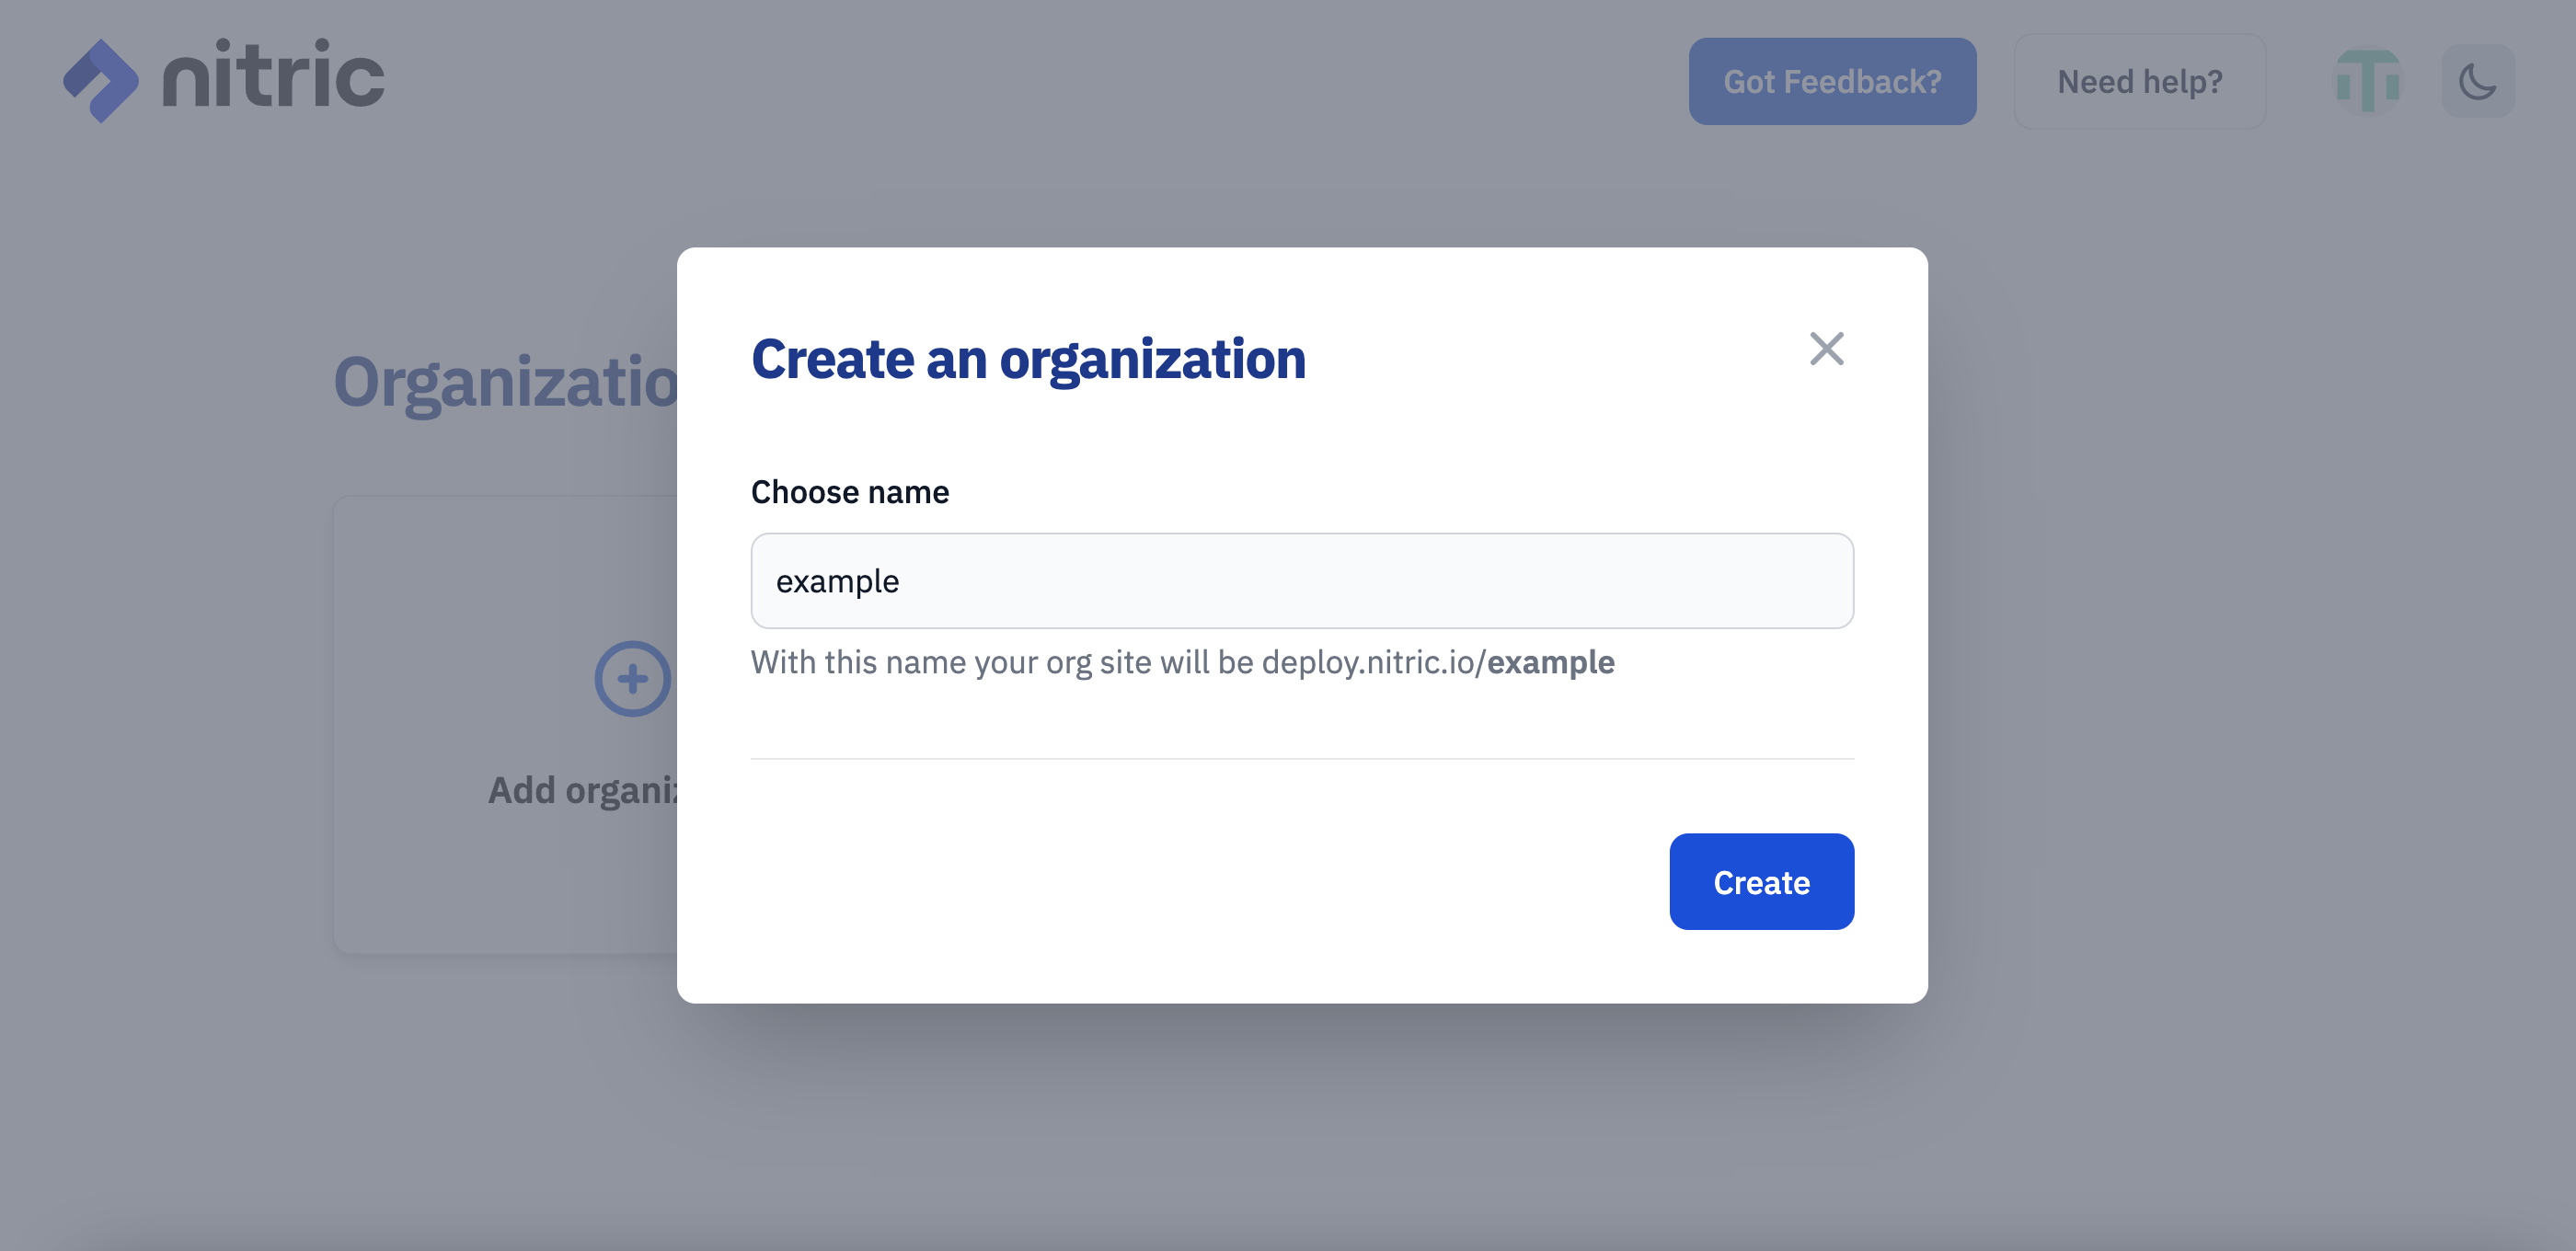 nitric
Got Feedback?
Need help?
Organizatio
Create an organization
Choose name
example
With this name your org site will be deploy.nitric.io/example
Add organiz
Create